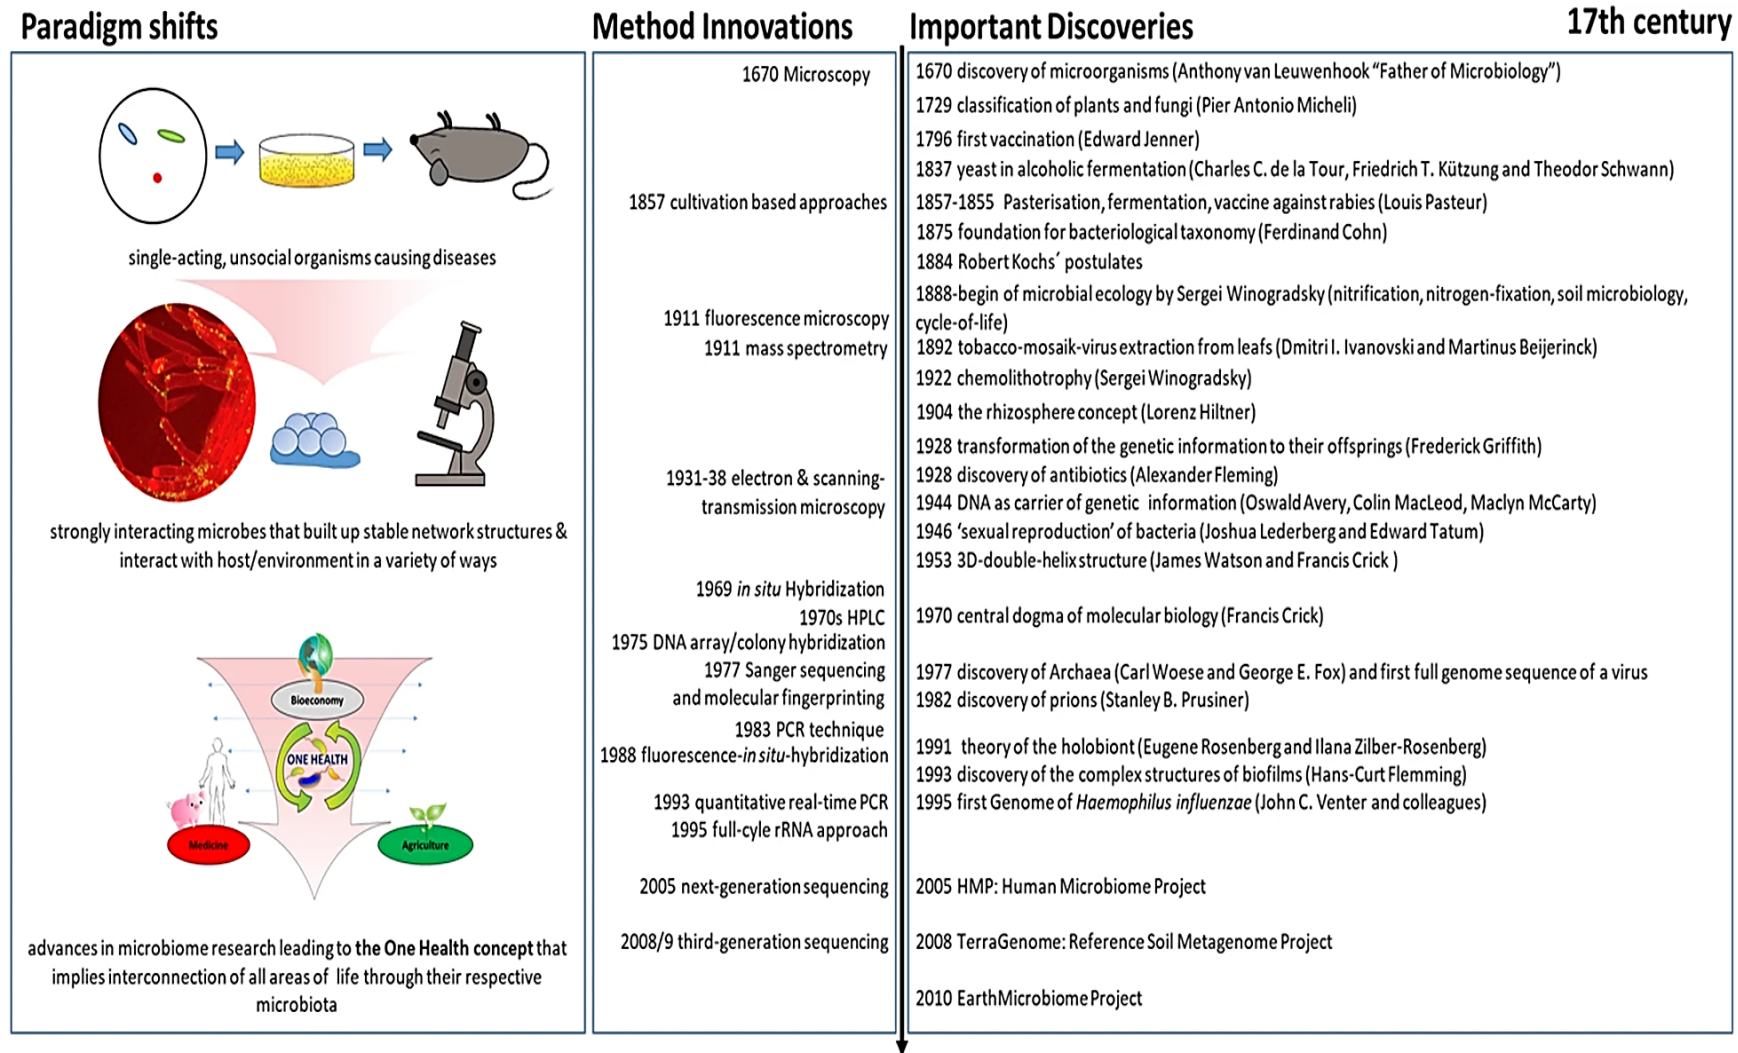 Paradigm shifts
single-acting, unsocial organisms causing diseases
strongly interacting microbes that built up stable network structures &
interact with host/environment in a variety of ways
Bioeconomy
ONE HEALTH
Medicine
Agriculture
advances in microbiome research leading to the One Health concept that
implies interconnection of all areas of life through their respective
microbiota
Method Innovations
1670 Microscopy
1857 cultivation based approaches
1911 fluorescence microscopy
1911 mass spectrometry
1931-38 electron & scanning-
transmission microscopy
1969 in situ Hybridization
1970s HPLC
1975 DNA array/colony hybridization
1977 Sanger sequencing
and molecular fingerprinting
1983 PCR technique
1988 fluorescence-in situ-hybridization
1993 quantitative real-time PCR
1995 full-cyle rRNA approach
2005 next-generation sequencing
2008/9 third-generation sequencing
Important Discoveries
17th century
1670 discovery of microorganisms (Anthony van Leuwenhook “Father of Microbiology”)
1729 classification of plants and fungi (Pier Antonio Micheli)
1796 first vaccination (Edward Jenner)
1837 yeast in alcoholic fermentation (Charles C. de la Tour, Friedrich T. Kützung and Theodor Schwann)
1857-1855 Pasterisation, fermentation, vaccine against rabies (Louis Pasteur)
1875 foundation for bacteriological taxonomy (Ferdinand Cohn)
1884 Robert Kochs´ postulates
1888-begin of microbial ecology by Sergei Winogradsky (nitrification, nitrogen-fixation, soil microbiology,
cycle-of-life)
1892 tobacco-mosaik-virus extraction from leafs (Dmitri I. Ivanovski and Martinus Beijerinck)
1922 chemolithotrophy (Sergei Winogradsky)
1904 the rhizosphere concept (Lorenz Hiltner)
1928 transformation of the genetic information to their offsprings (Frederick Griffith)
1928 discovery of antibiotics (Alexander Fleming)
1944 DNA as carrier of genetic information (Oswald Avery, Colin MacLeod, Maclyn McCarty)
1946 ‘sexual reproduction’ of bacteria (Joshua Lederberg and Edward Tatum)
1953 3D-double-helix structure (James Watson and Francis Crick )
1970 central dogma of molecular biology (Francis Crick)
1977 discovery of Archaea (Carl Woese and George E. Fox) and first full genome sequence of a virus
1982 discovery of prions (Stanley B. Prusiner)
1991 theory of the holobiont (Eugene Rosenberg and Ilana Zilber-Rosenberg)
1993 discovery of the complex structures of biofilms (Hans-Curt Flemming)
1995 first Genome of Haemophilus influenzae (John C. Venter and colleagues)
2005 HMP: Human Microbiome Project
2008 TerraGenome: Reference Soil Metagenome Project
2010 EarthMicrobiome Project